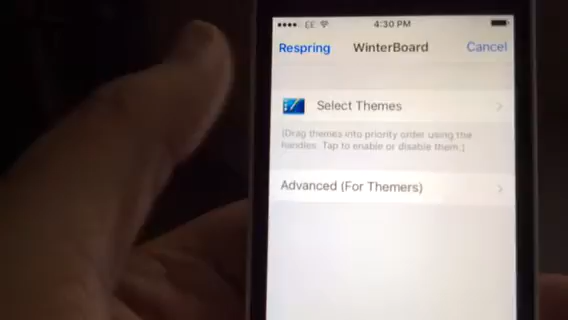 EE 4:30 PM
Respring WinterBoard Cancel
Select Themes
(Drag themes into priority order using the
handles. Tap to enable or disable them.)
Advanced (For Themers)